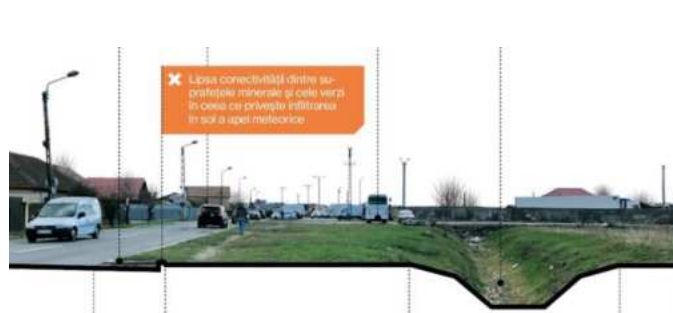 Lipsa conectivității dintre su-
prafețele minerale și cele verzi
în ceea ce privește infiltrarea
în sol a apei meteorice